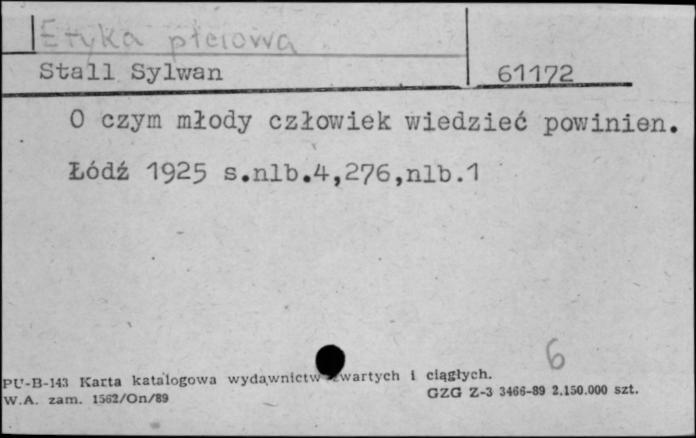 Etyka płciowa
Stall Sylwan 61172
O czym młody człowiek wiedzieć powinien.
Łódź 1925 s.nlb.4,276,nlb.1
6
PU-B-143 Karta katalogowa wydawnictw zwartych i ciągłych.
W.A. zam. 1562/On/89 GZG Z-3 3466-89 2.150.000 szt.